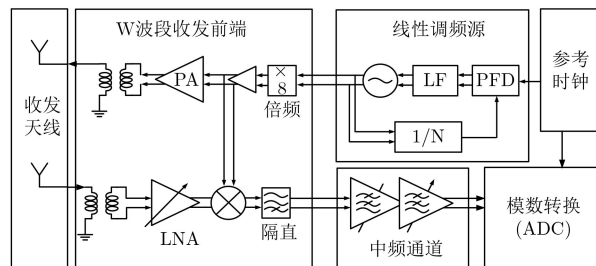 W波段收发前端
线性调频源
参考
时钟
PA
×
8
倍频
LF
PFD
1/N
收发
天线
LNA
隔直
中频通道
模数转换
(ADC)